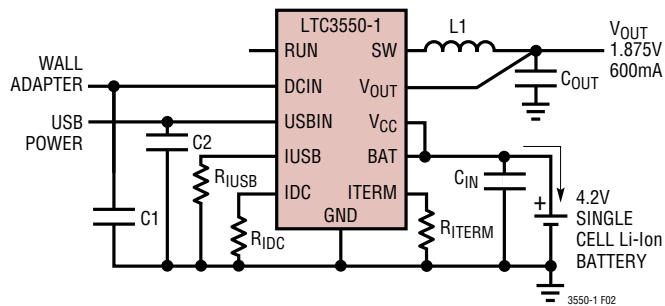 LTC3550-1
RUN
DCIN
USBIN
IUSB
IDC
GND
SW
VOUT
VCC
BAT
ITERM
WALL
ADAPTER
USB
POWER
C1
C2
RIUSB
RIDC
RITERM
L1
VOUT
1.875V
600mA
COUT
CIN
+
4.2V
SINGLE
CELL Li-Ion
BATTERY
3550-1 F02